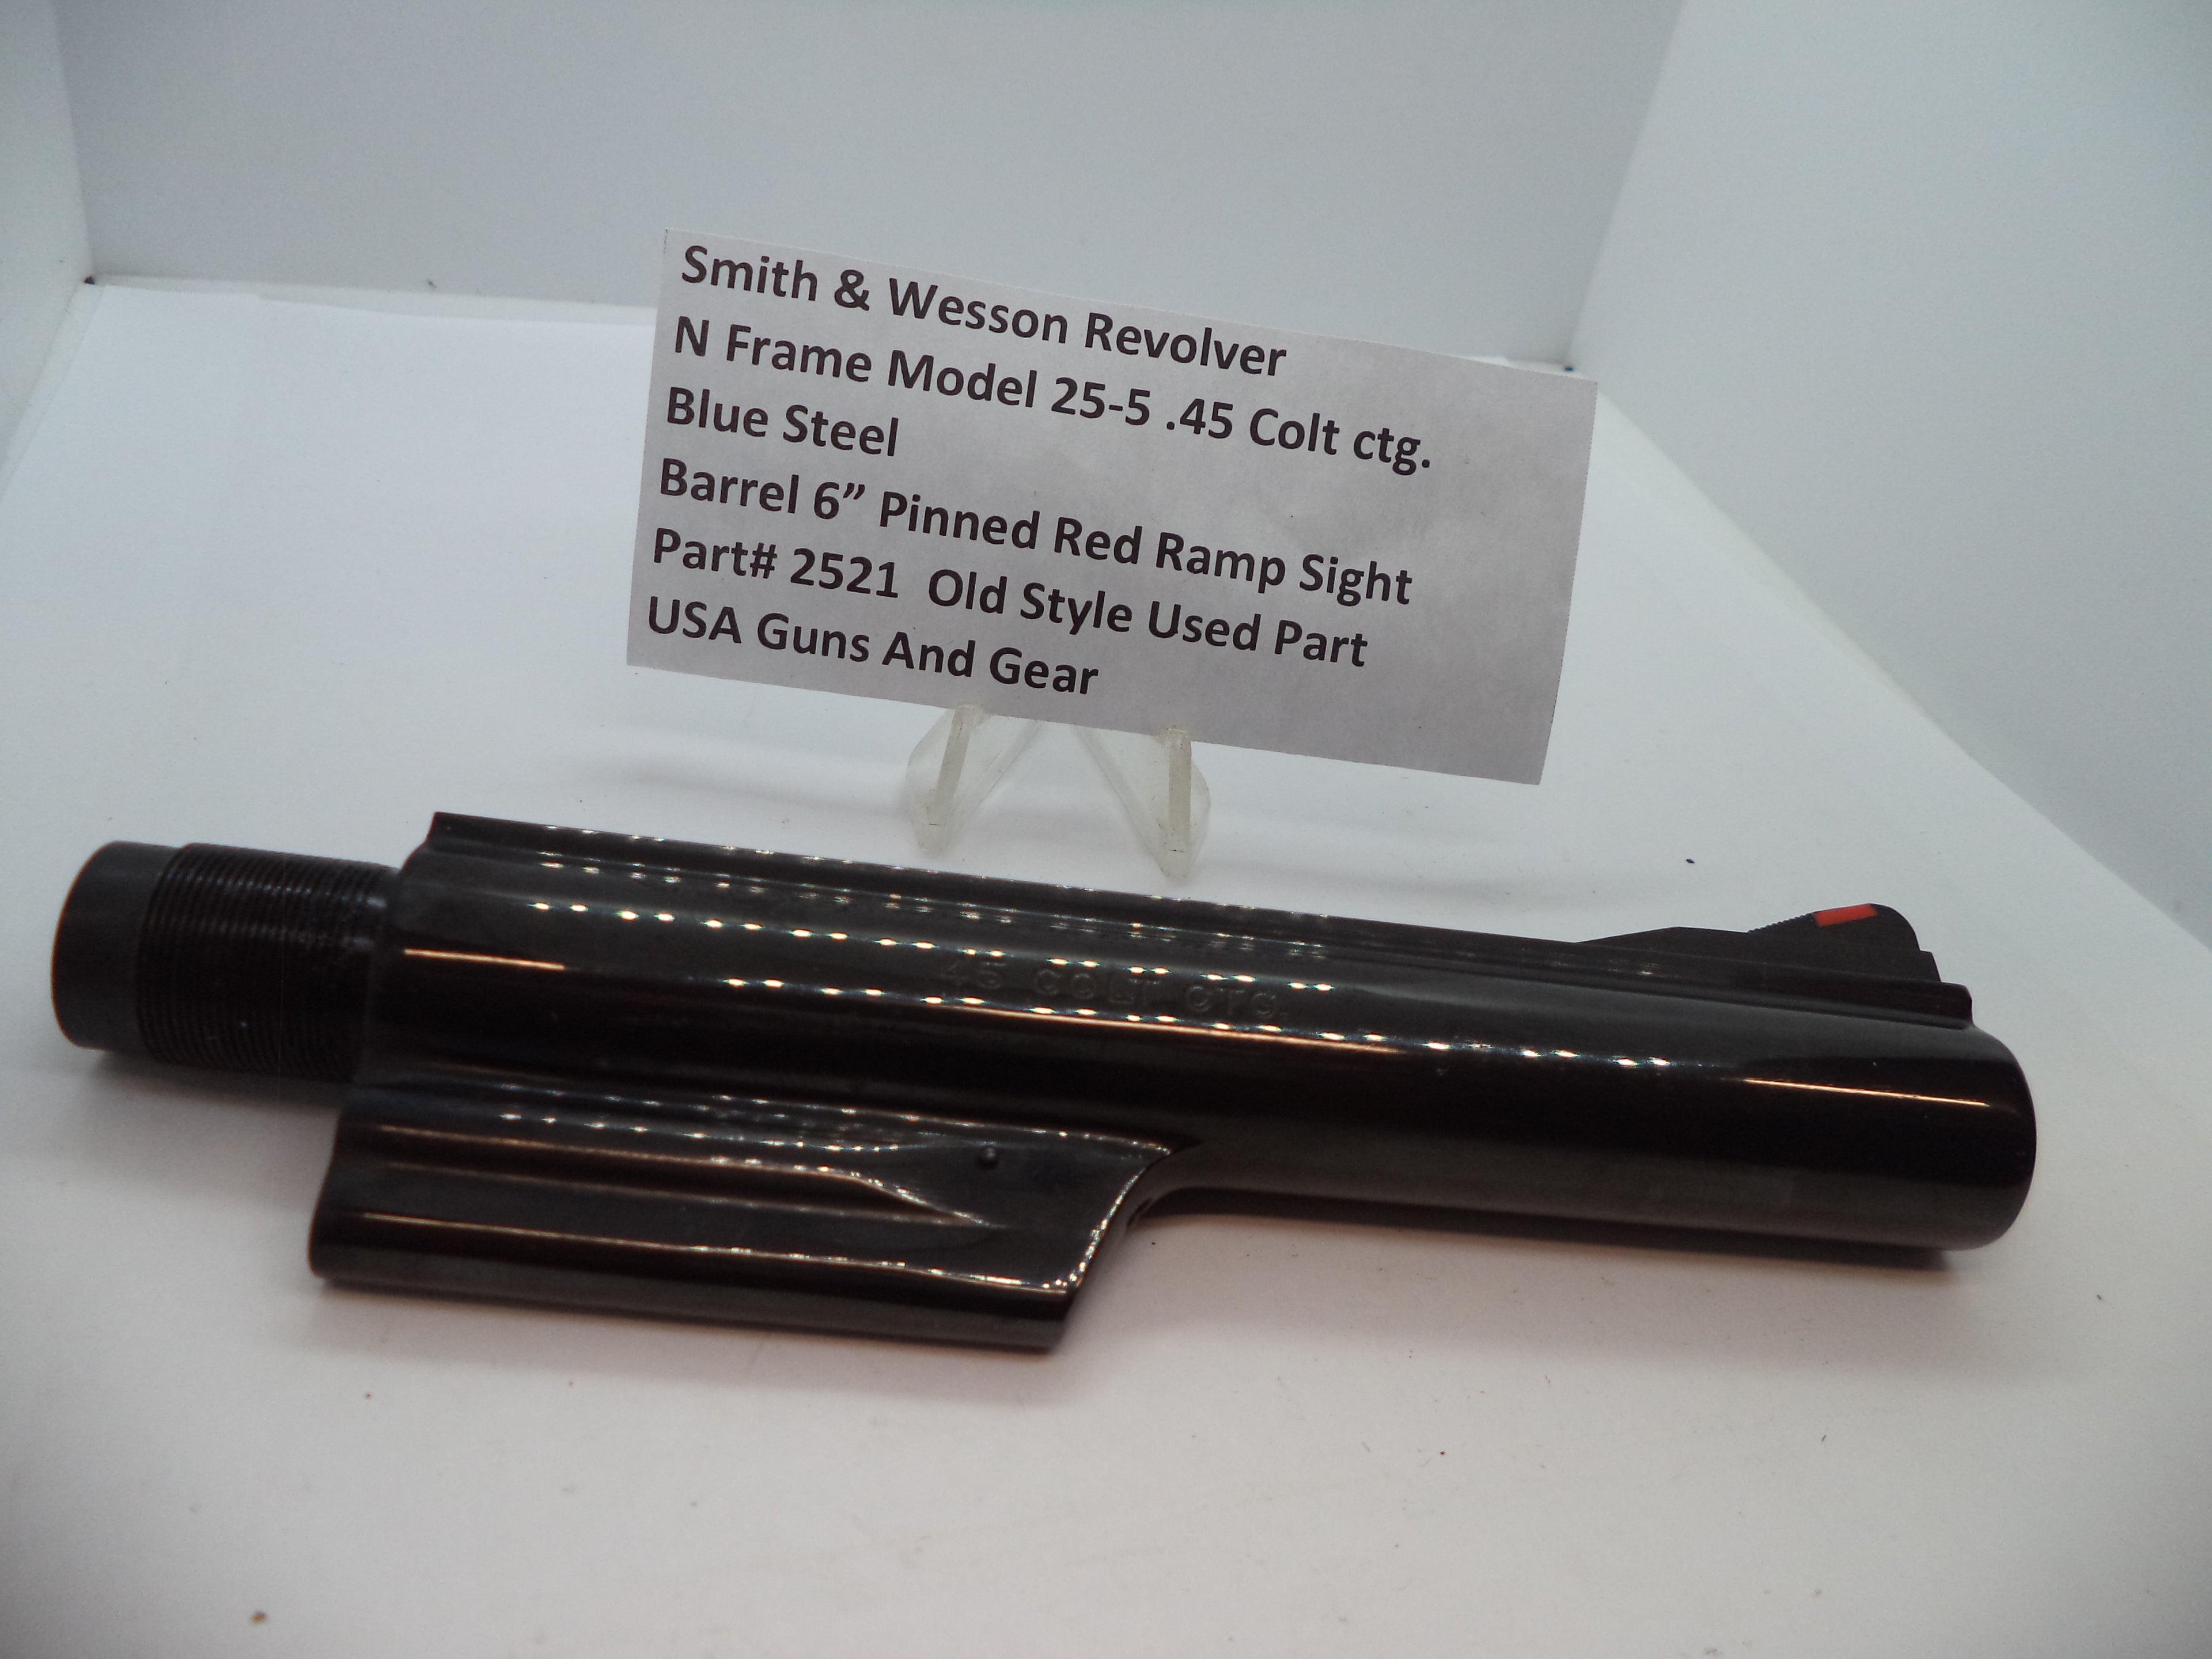 Smith & Wesson Revolver
N Frame Model 25-5 .45 Colt ctg.
Blue Steel
Barrel 6” Pinned Red Ramp Sight
Part# 2521  Old Style Used Part
USA Guns And Gear
.45 COLT CTG.